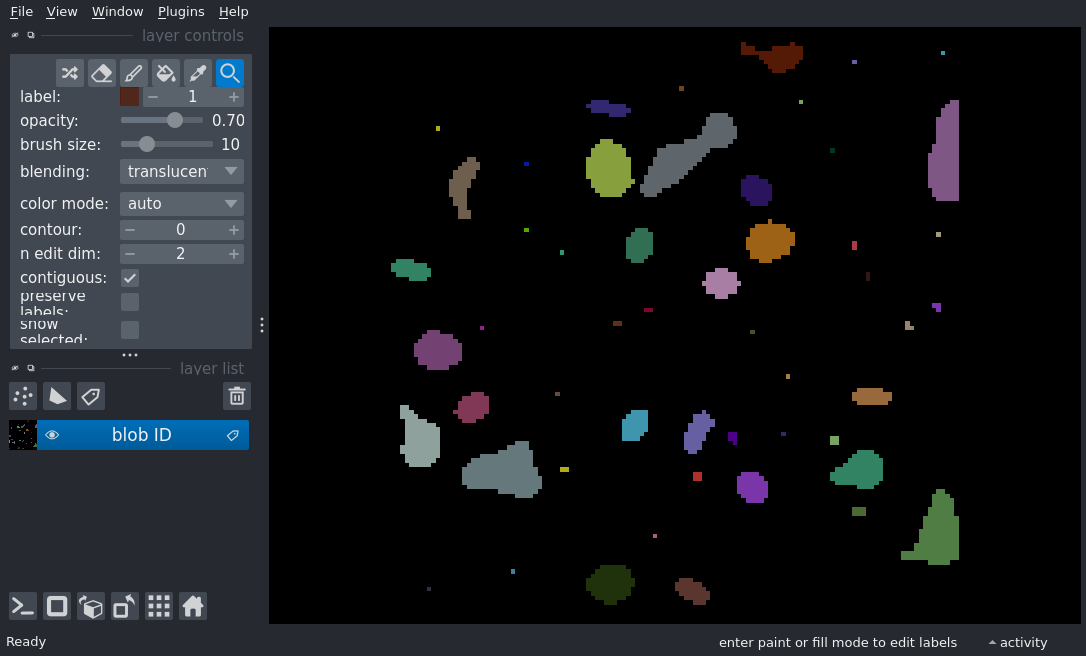 File View Window Plugins Help
layer controls
label: 1
opacity: 0.70
brush size: 10
blending: translucen
color mode: auto
contour: 0
n edit dim: 2
contiguous:
preserve
labels:
show
selected:
layer list
blob ID
Ready enter paint or fill mode to edit labels activity